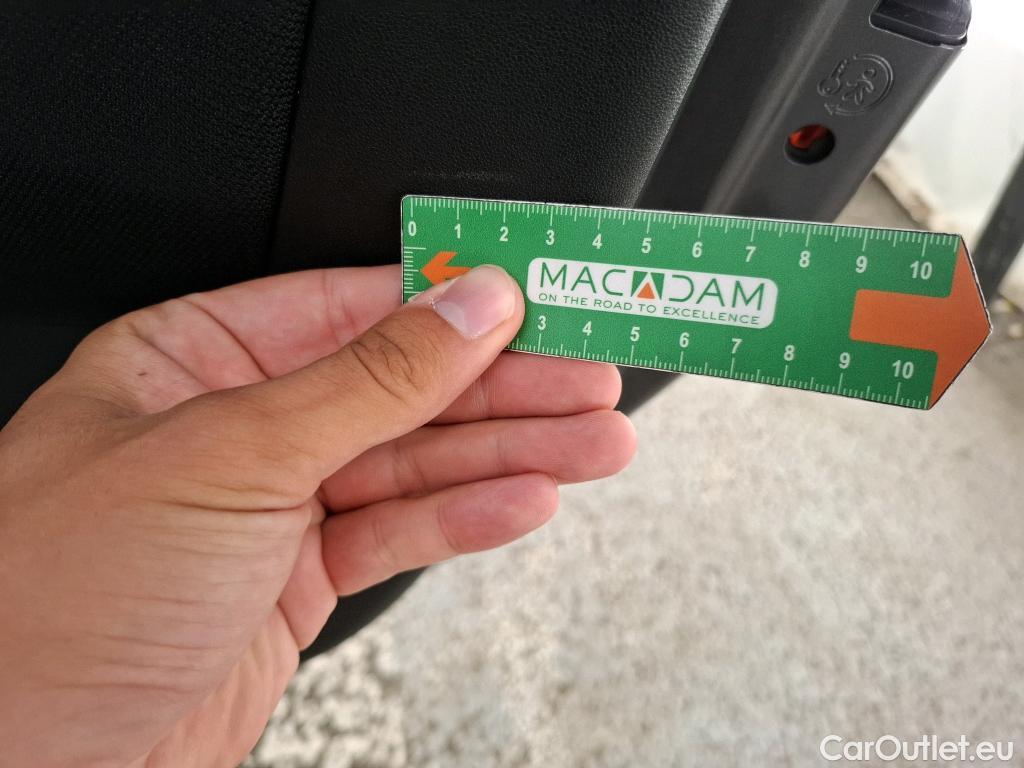 0 1 2 3 4 5 6 7 8 9 10
MACADAM
ON THE ROAD TO EXCELLENCE
3 4 5 6 7 8 9 10
CarOutlet.eu